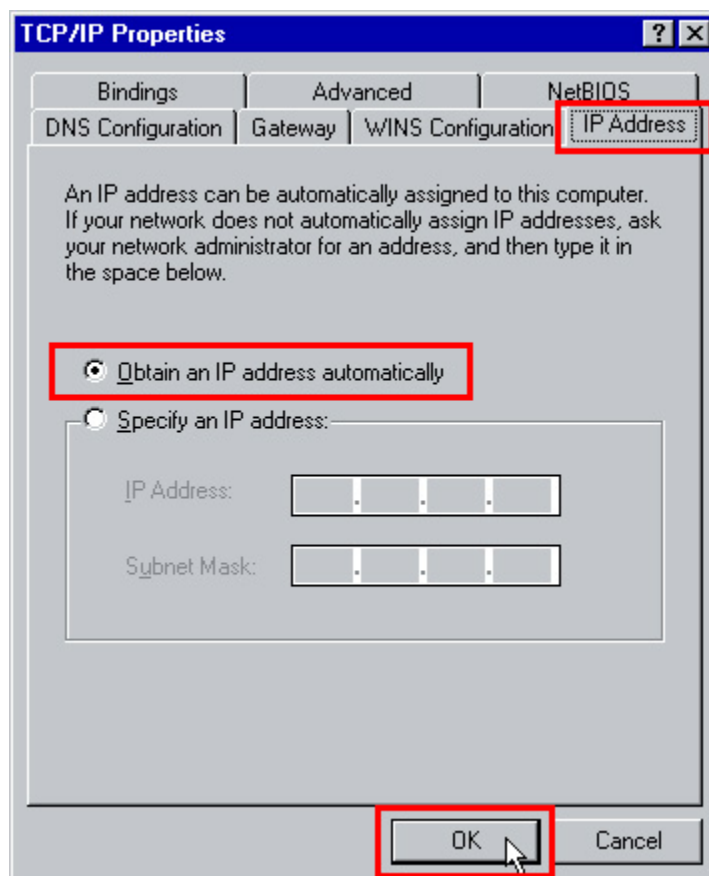 TCP/IP Properties
Bindings Advanced NetBIOS
DNS Configuration Gateway WINS Configuration IP Address
An IP address can be automatically assigned to this computer.
If your network does not automatically assign IP addresses, ask
your network administrator for an address, and then type it in
the space below.
Obtain an IP address automatically
Specify an IP address:
IP Address:
. . .
Subnet Mask:
. . .
OK Cancel